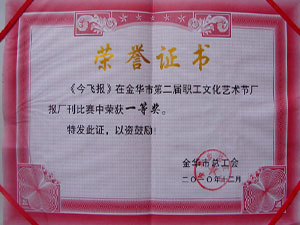 荣誉证书
《今飞报》在金华市第二届职工文化艺术节厂
报厂刊比赛中荣获一等奖。
特发此证，以资鼓励！
金华市总工会
二〇一〇年十二月